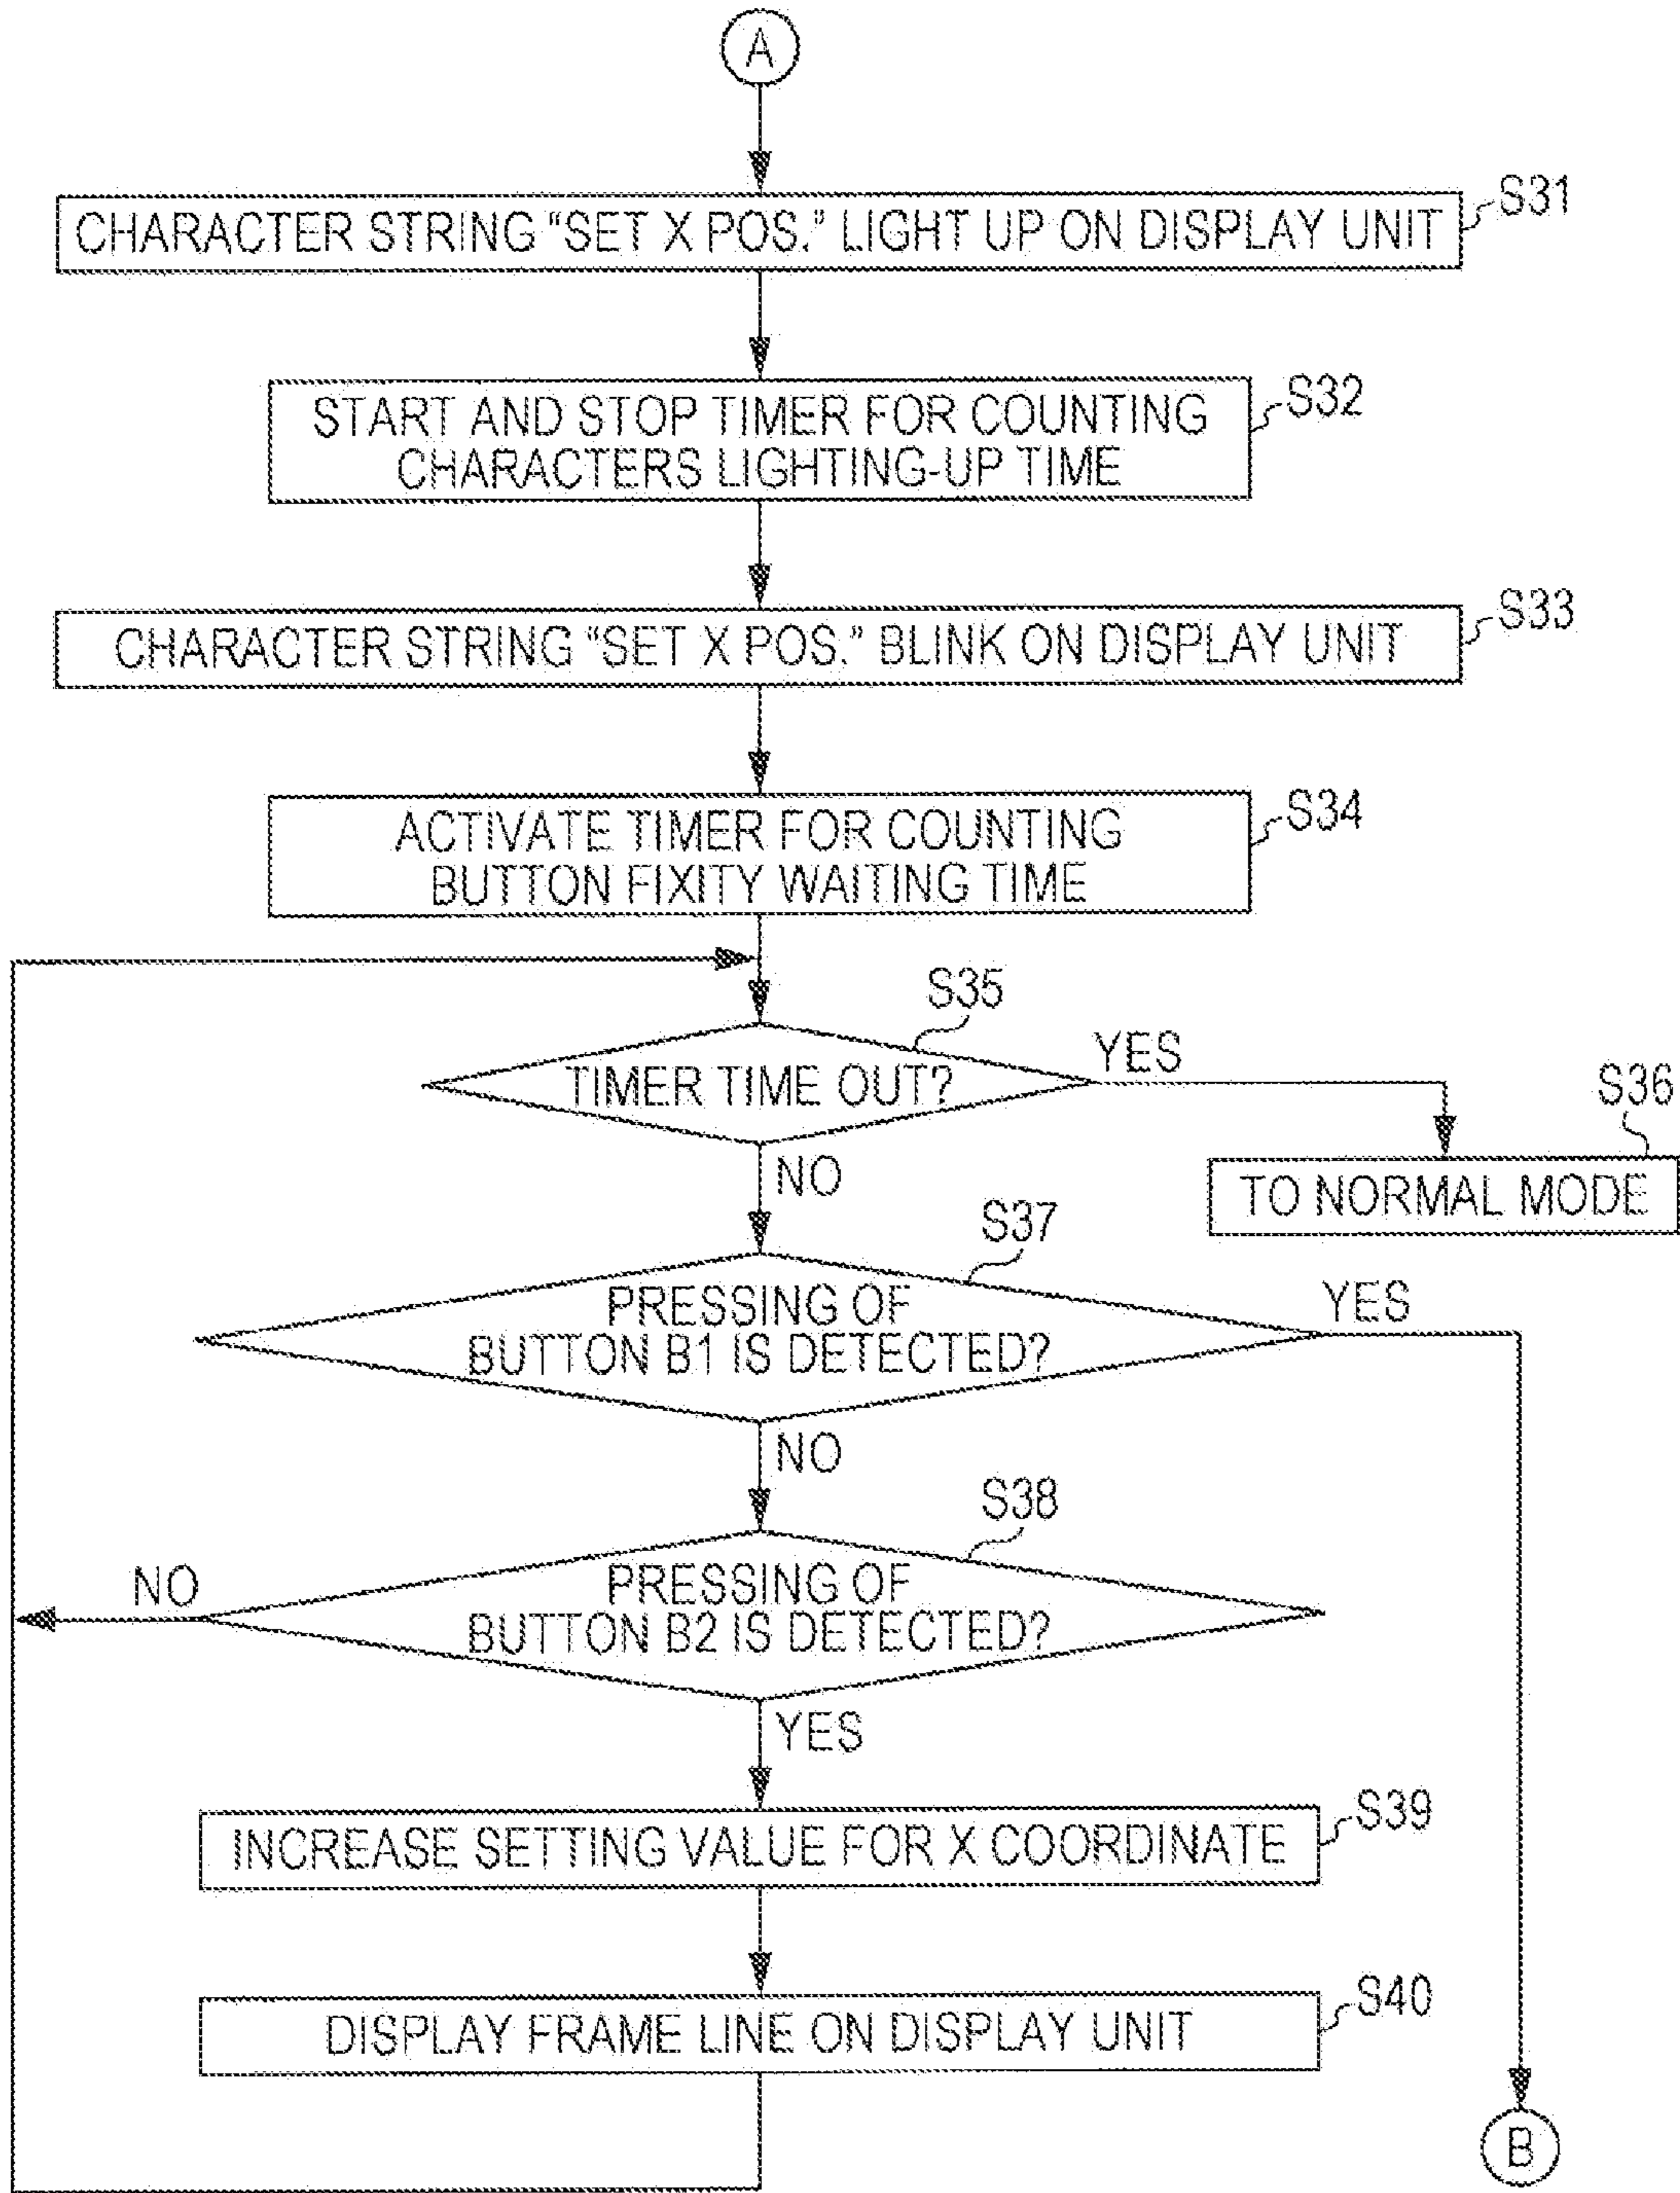 A
CHARACTER STRING "SET X POS." LIGHT UP ON DISPLAY UNIT
S31
START AND STOP TIMER FOR COUNTING
CHARACTERS LIGHTING-UP TIME
S32
CHARACTER STRING "SET X POS." BLINK ON DISPLAY UNIT
S33
ACTIVATE TIMER FOR COUNTING
BUTTON FIXITY WAITING TIME
S34
S35
TIMER TIME OUT?
YES
NO
S36
TO NORMAL MODE
S37
PRESSING OF
BUTTON B1 IS DETECTED?
YES
NO
S38
PRESSING OF
BUTTON B2 IS DETECTED?
NO
YES
INCREASE SETTING VALUE FOR X COORDINATE
S39
DISPLAY FRAME LINE ON DISPLAY UNIT
S40
B